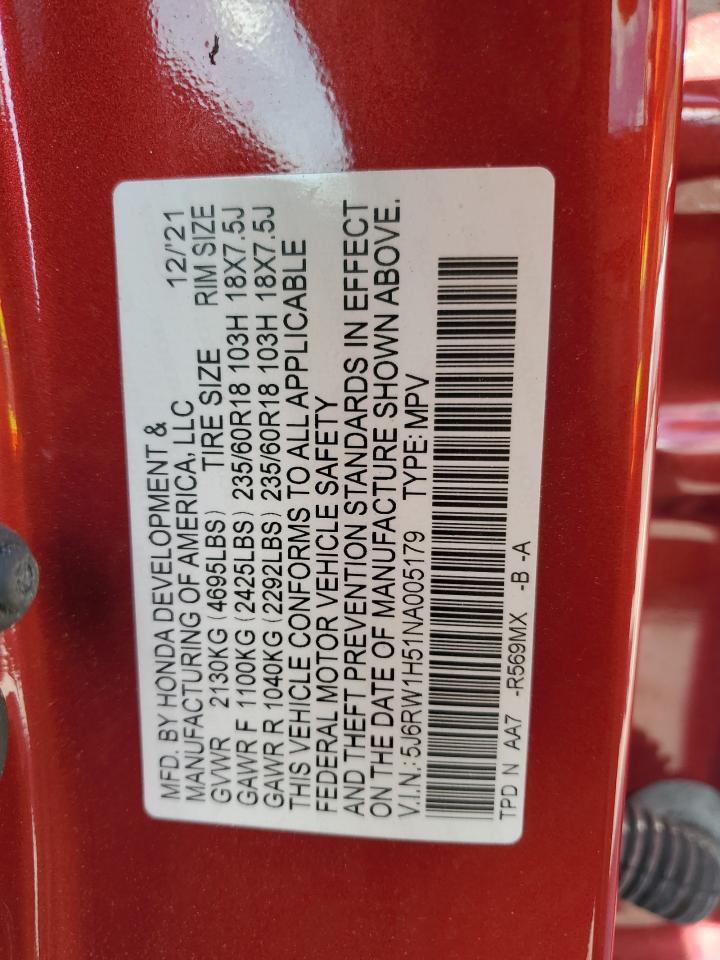 MFD. BY HONDA DEVELOPMENT &
MANUFACTURING OF AMERICA, LLC 12/'21
GVWR 2130KG (4695LBS) TIRE SIZE RIM SIZE
GAWR F 1100KG (2425LBS) 235/60R18 103H 18X7.5J
GAWR R 1040KG (2292LBS) 235/60R18 103H 18X7.5J
THIS VEHICLE CONFORMS TO ALL APPLICABLE
FEDERAL MOTOR VEHICLE SAFETY
AND THEFT PREVENTION STANDARDS IN EFFECT
ON THE DATE OF MANUFACTURE SHOWN ABOVE.
V.I.N.: 5J6RW1H51NA005179 TYPE: MPV
TPD N AA7 -R569MX -B -A